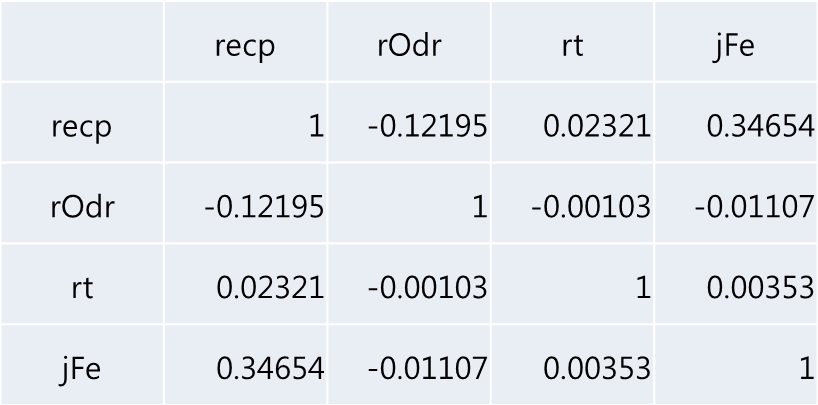 recp rOdr rt jFe
recp 1 -0.12195 0.02321 0.34654
rOdr -0.12195 1 -0.00103 -0.01107
rt 0.02321 -0.00103 1 0.00353
jFe 0.34654 -0.01107 0.00353 1